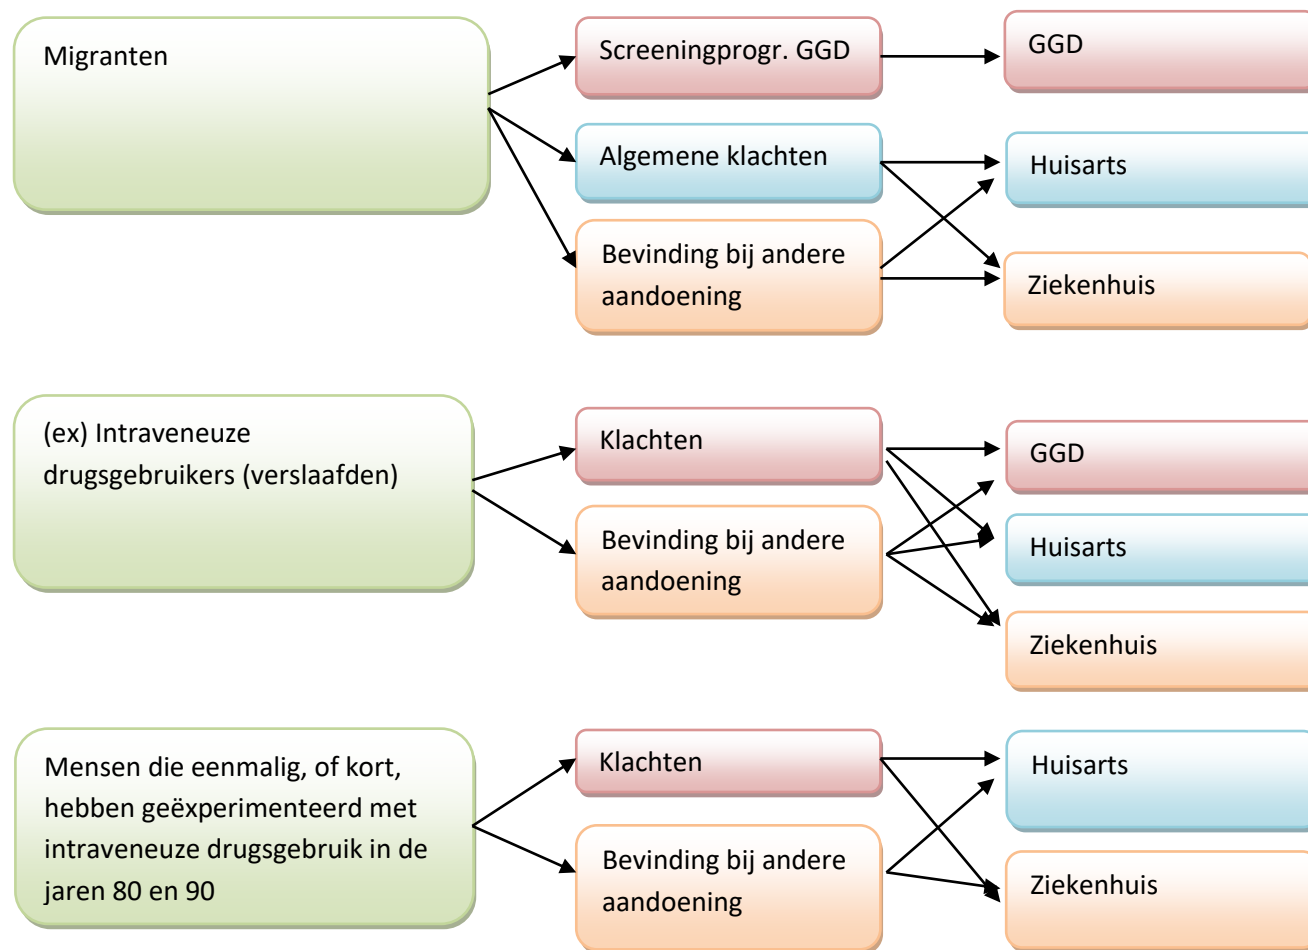 Migranten
Screeningprogr. GGD
GGD
Algemene klachten
Huisarts
Bevinding bij andere
aandoening
Ziekenhuis
(ex) Intraveneuze
drugsgebruikers (verslaafden)
Klachten
GGD
Bevinding bij andere
aandoening
Huisarts
Ziekenhuis
Mensen die eenmalig, of kort,
hebben geëxperimenteerd met
intraveneuze drugsgebruik in de
jaren 80 en 90
Klachten
Huisarts
Bevinding bij andere
aandoening
Ziekenhuis